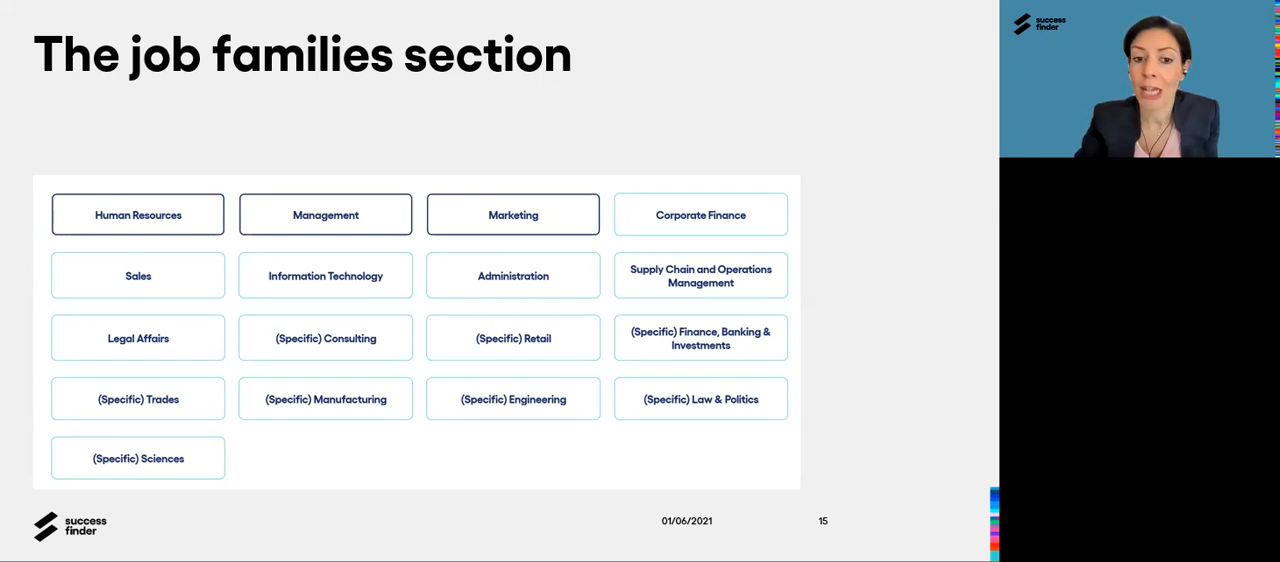 The job families section
success
finder
Human Resources
Management
Marketing
Corporate Finance
Sales
Information Technology
Administration
Supply Chain and Operations
Management
Legal Affairs
(Specific) Consulting
(Specific) Retail
(Specific) Finance, Banking &
Investments
(Specific) Trades
(Specific) Manufacturing
(Specific) Engineering
(Specific) Law & Politics
(Specific) Sciences
success
finder
01/06/2021
15